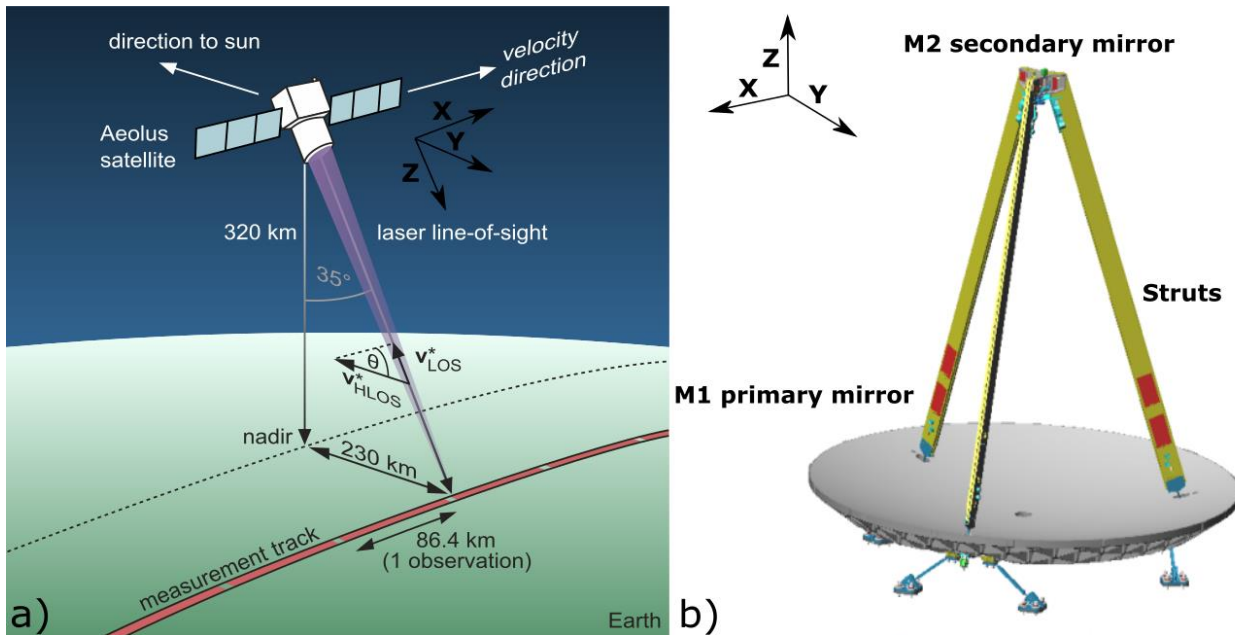 direction to sun
velocity
direction
Aeolus
satellite
X
Y
Z
320 km
laser line-of-sight
35°
θ
v*LOS
v*HLOS
nadir
230 km
86.4 km
(1 observation)
measurement track
Earth
a)
M2 secondary mirror
Z
X
Y
Struts
M1 primary mirror
b)